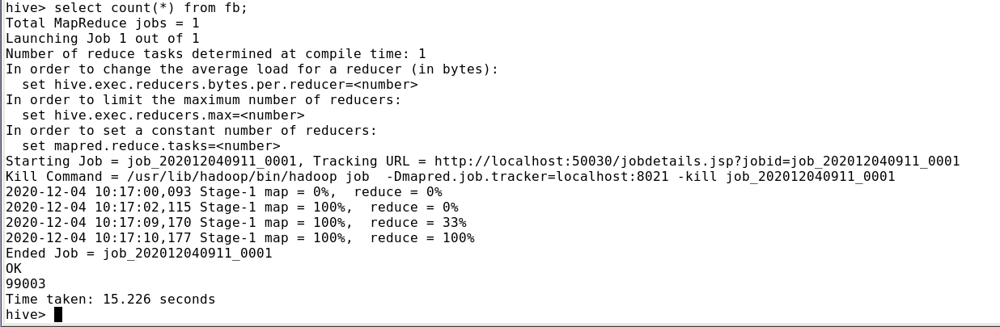 hive> select count(*) from fb;
Total MapReduce jobs = 1
Launching Job 1 out of 1
Number of reduce tasks determined at compile time: 1
In order to change the average load for a reducer (in bytes):
  set hive.exec.reducers.bytes.per.reducer=<number>
In order to limit the maximum number of reducers:
  set hive.exec.reducers.max=<number>
In order to set a constant number of reducers:
  set mapred.reduce.tasks=<number>
Starting Job = job_202012040911_0001, Tracking URL = http://localhost:50030/jobdetails.jsp?jobid=job_202012040911_0001
Kill Command = /usr/lib/hadoop/bin/hadoop job  -Dmapred.job.tracker=localhost:8021 -kill job_202012040911_0001
2020-12-04 10:17:00,093 Stage-1 map = 0%,  reduce = 0%
2020-12-04 10:17:02,115 Stage-1 map = 100%,  reduce = 0%
2020-12-04 10:17:09,170 Stage-1 map = 100%,  reduce = 33%
2020-12-04 10:17:10,177 Stage-1 map = 100%,  reduce = 100%
Ended Job = job_202012040911_0001
OK
99003
Time taken: 15.226 seconds
hive>